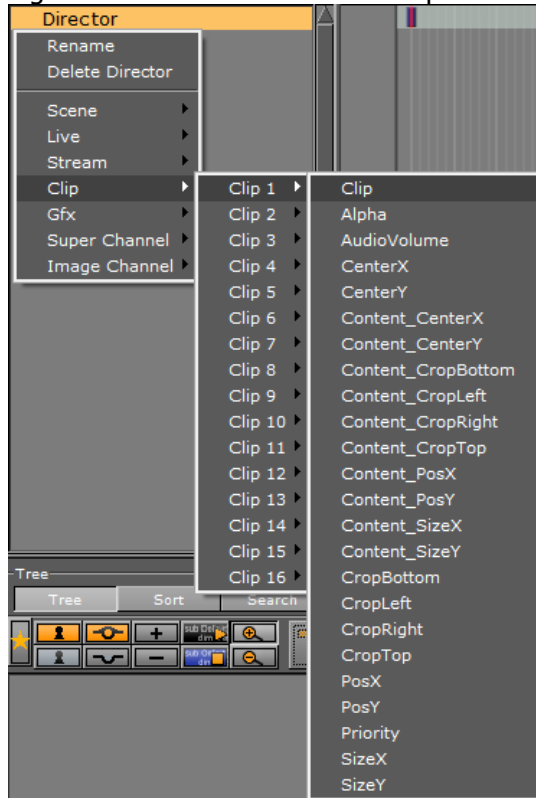 Director
Rename
Delete Director
Scene
Live
Stream
Clip
Gfx
Super Channel
Image Channel
Clip 1
Clip 2
Clip 3
Clip 4
Clip 5
Clip 6
Clip 7
Clip 8
Clip 9
Clip 10
Clip 11
Clip 12
Clip 13
Clip 14
Clip 15
Clip 16
Clip
Alpha
AudioVolume
CenterX
CenterY
Content_CenterX
Content_CenterY
Content_CropBottom
Content_CropLeft
Content_CropRight
Content_CropTop
Content_PosX
Content_PosY
Content_SizeX
Content_SizeY
CropBottom
CropLeft
CropRight
CropTop
PosX
PosY
Priority
SizeX
SizeY
Tree
Tree Sort Search